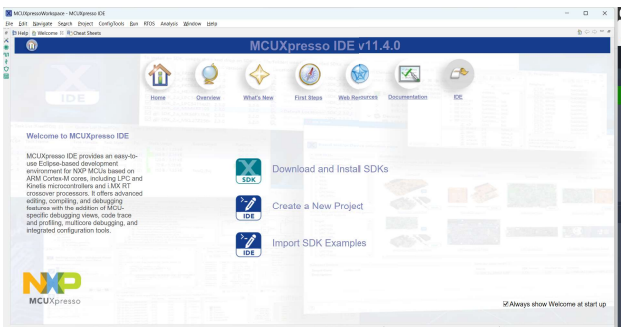 MCUXpressoWorkspace - MCUXpresso IDE
File Edit Navigate Search Project ConfigTools Run RTOS Analysis Window Help
Help Welcome Cheat Sheets
MCUXpresso IDE v11.4.0
IDE
Home Overview What's New First Steps Web Resources Documentation IDE
Welcome to MCUXpresso IDE
MCUXpresso IDE provides an easy-to-
use Eclipse-based development
environment for NXP MCUs based on
ARM Cortex-M cores, including LPC and
Kinetis microcontrollers and i.MX RT
crossover processors. It offers advanced
editing, compiling, and debugging
features with the addition of MCU-
specific debugging views, code trace
and profiling, multicore debugging, and
integrated configuration tools.
SDK Download and Install SDKs
IDE Create a New Project
IDE Import SDK Examples
NXP
MCUXpresso
Always show Welcome at start up